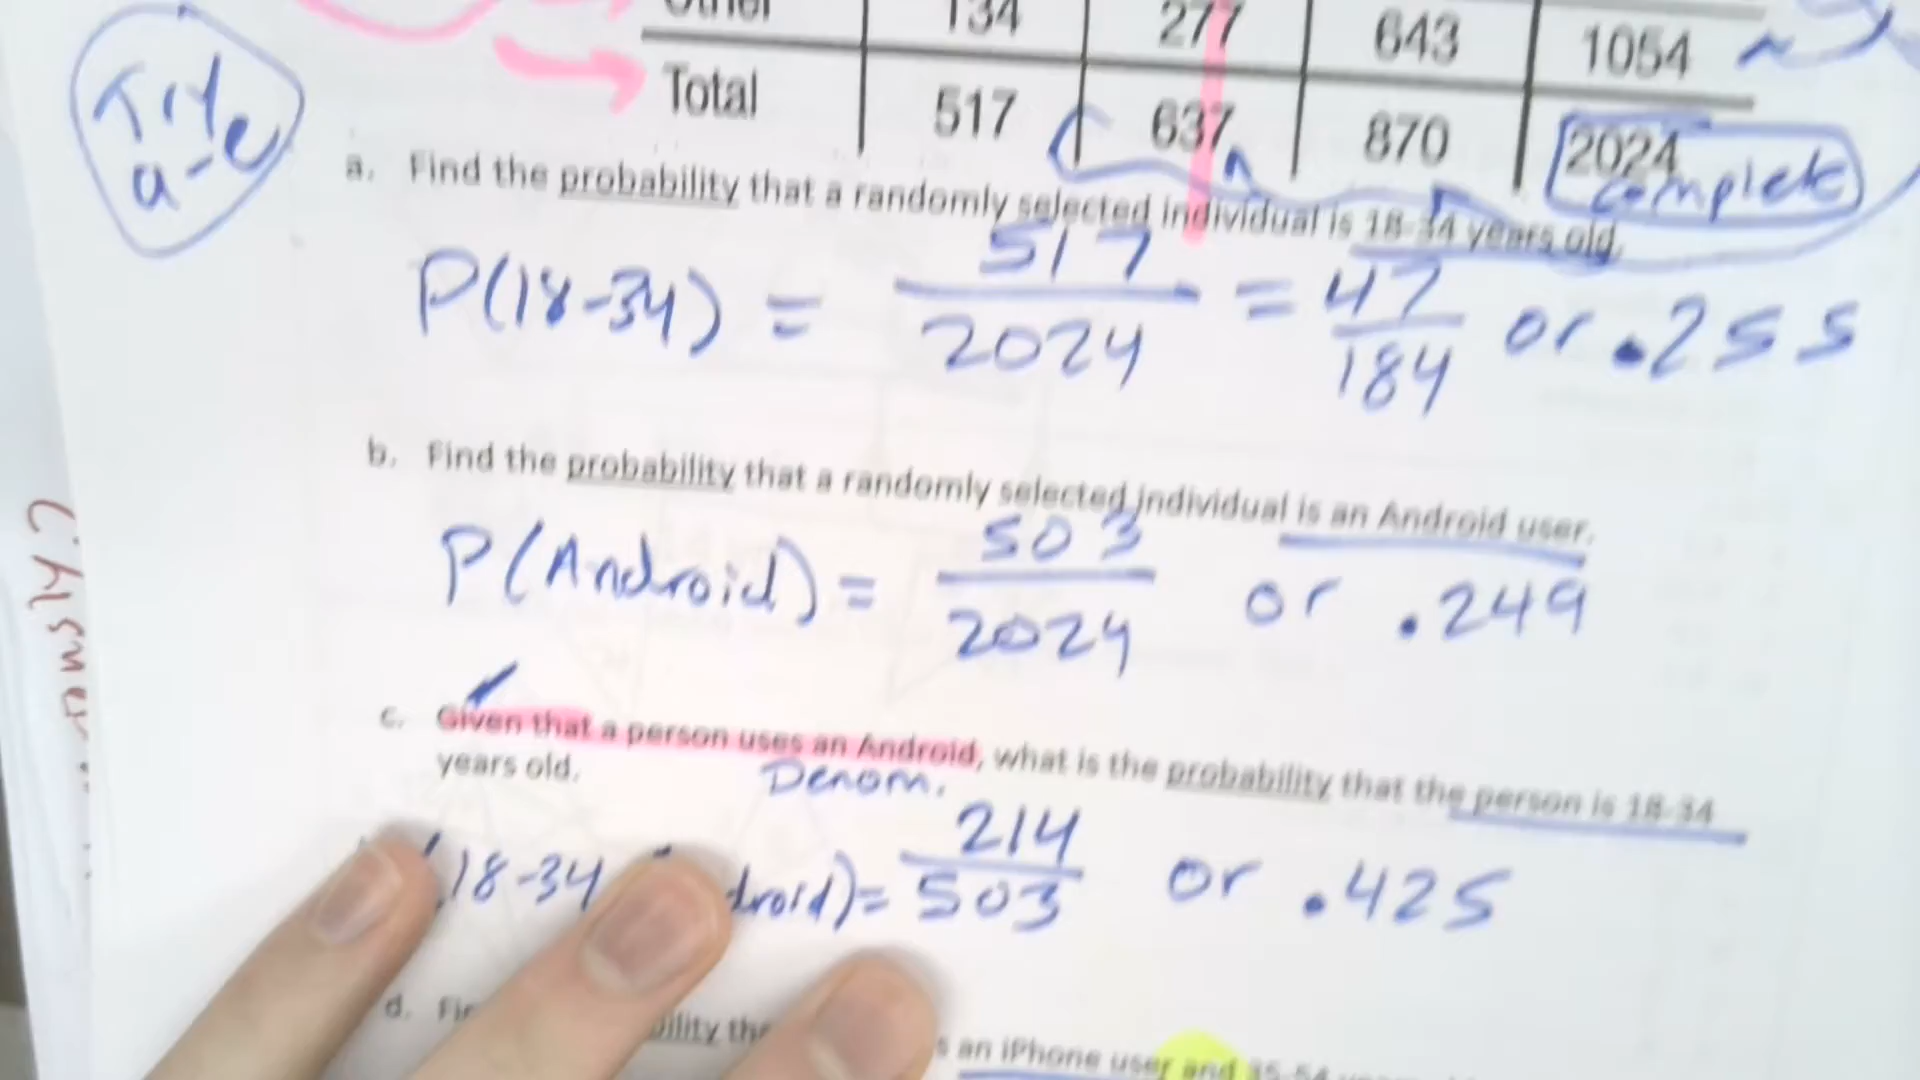 Other 134 277 643 1054
Total 517 637 870 2024
complete
Try
a-e
a. Find the probability that a randomly selected individual is 18-34 years old.
P(18-34) = 517/2024 = 47/184 or .255
b. Find the probability that a randomly selected individual is an Android user.
P(Android) = 503/2024 or .249
c. Given that a person uses an Android, what is the probability that the person is 18-34
years old.
Denom.
18-34 droid) = 214/503 or .425
d. an iPhone user and 35-54